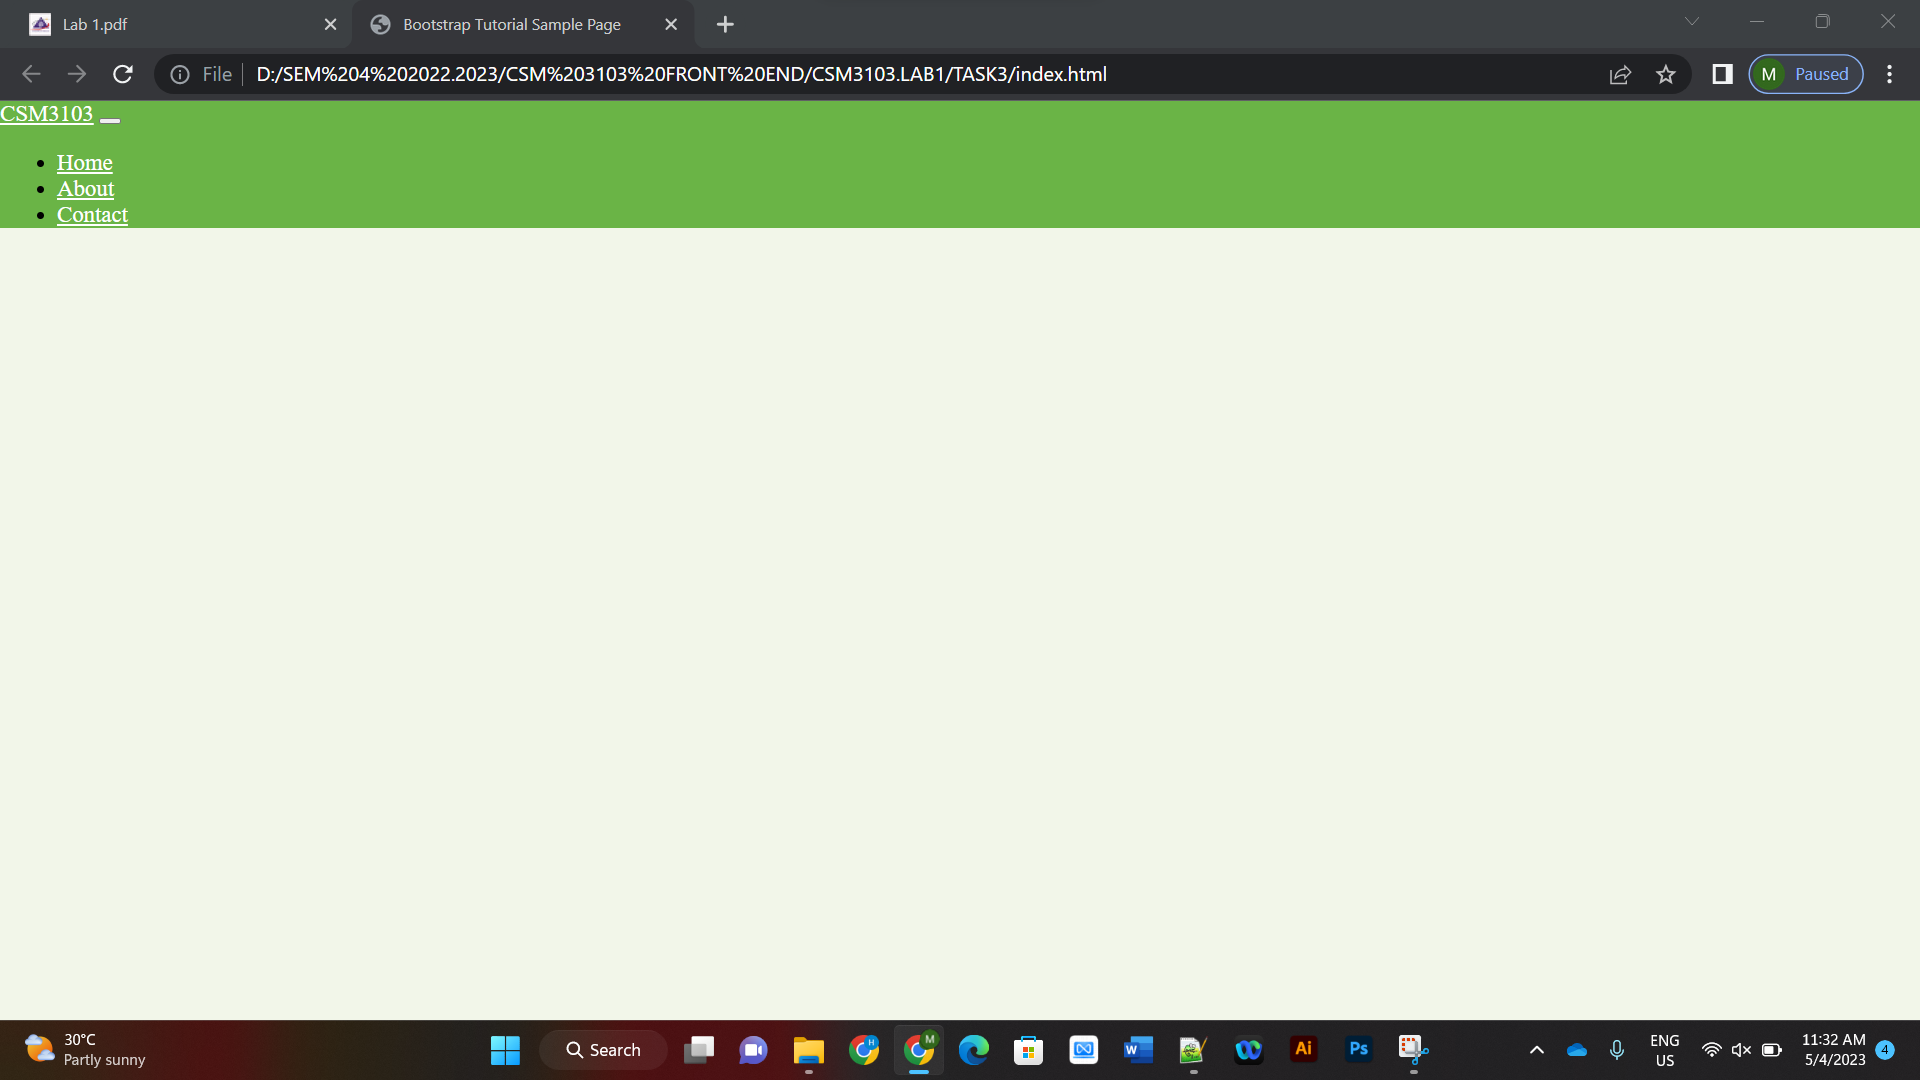 Lab 1.pdf
Bootstrap Tutorial Sample Page
File
D:/SEM%204%202022.2023/CSM%203103%20FRONT%20END/CSM3103.LAB1/TASK3/index.html
M
Paused
CSM3103
Home
About
Contact
30°C
Partly sunny
Search
H
M
W
Ai
Ps
ENG
US
11:32 AM
5/4/2023
4